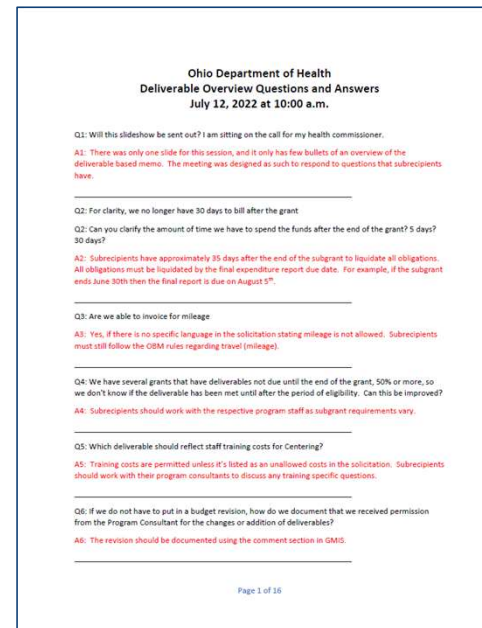 Ohio Department of Health
Deliverable Overview Questions and Answers
July 12, 2022 at 10:00 a.m.
Q1: Will this slideshow be sent out? I am sitting on the call for my health commissioner.
A1: There was only one slide for this session, and it only has few bullets of an overview of the
deliverable based memo. The meeting was designed as such to respond to questions that subrecipients
have.
Q2: For clarity, we no longer have 30 days to bill after the grant
Q2: Can you clarify the amount of time we have to spend the funds after the end of the grant? 5 days?
30 days?
A2: Subrecipients have approximately 35 days after the end of the subgrant to liquidate all obligations.
All obligations must be liquidated by the final expenditure report due date. For example, if the subgrant
ends June 30th then the final report is due on August 5th.
Q3: Are we able to invoice for mileage
A3: Yes, if there is no specific language in the solicitation stating mileage is not allowed. Subrecipients
must still follow the OBM rules regarding travel (mileage).
Q4: We have several grants that have deliverables not due until the end of the grant, 50% or more, so
we don't know if the deliverable has been met until after the period of eligibility. Can this be improved?
A4: Subrecipients should work with the respective program staff as subgrant requirements vary.
Q5: Which deliverable should reflect staff training costs for Centering?
A5: Training costs are permitted unless it's listed as an unallowed costs in the solicitation. Subrecipients
should work with their program consultants to discuss any training specific questions.
Q6: If we do not have to put in a budget revision, how do we document that we received permission
from the Program Consultant for the changes or addition of deliverables?
A6: The revision should be documented using the comment section in GMIS.
Page 1 of 16